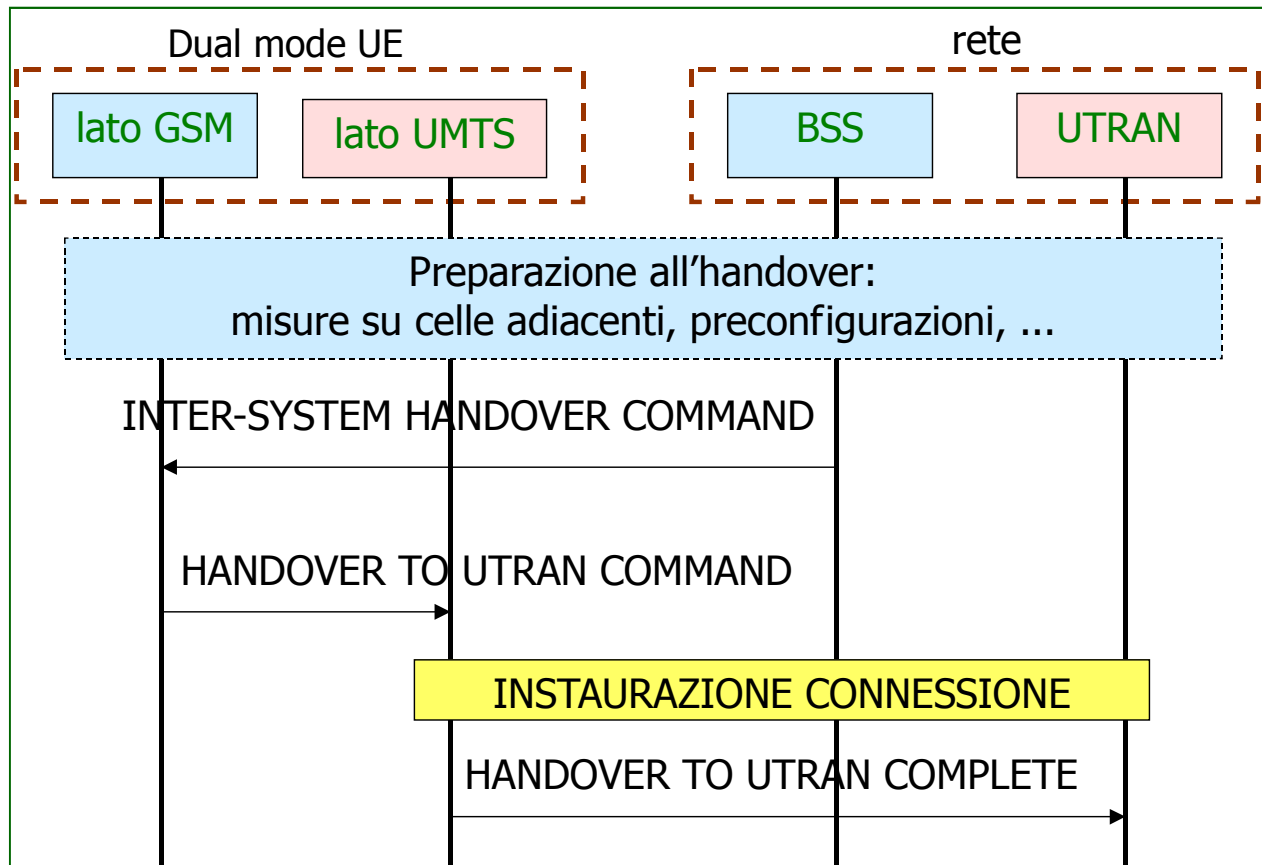 Dual mode UE
rete
lato GSM
lato UMTS
BSS
UTRAN
Preparazione all’handover:
misure su celle adiacenti, preconfigurazioni, ...
INTER-SYSTEM HANDOVER COMMAND
HANDOVER TO UTRAN COMMAND
INSTAURAZIONE CONNESSIONE
HANDOVER TO UTRAN COMPLETE